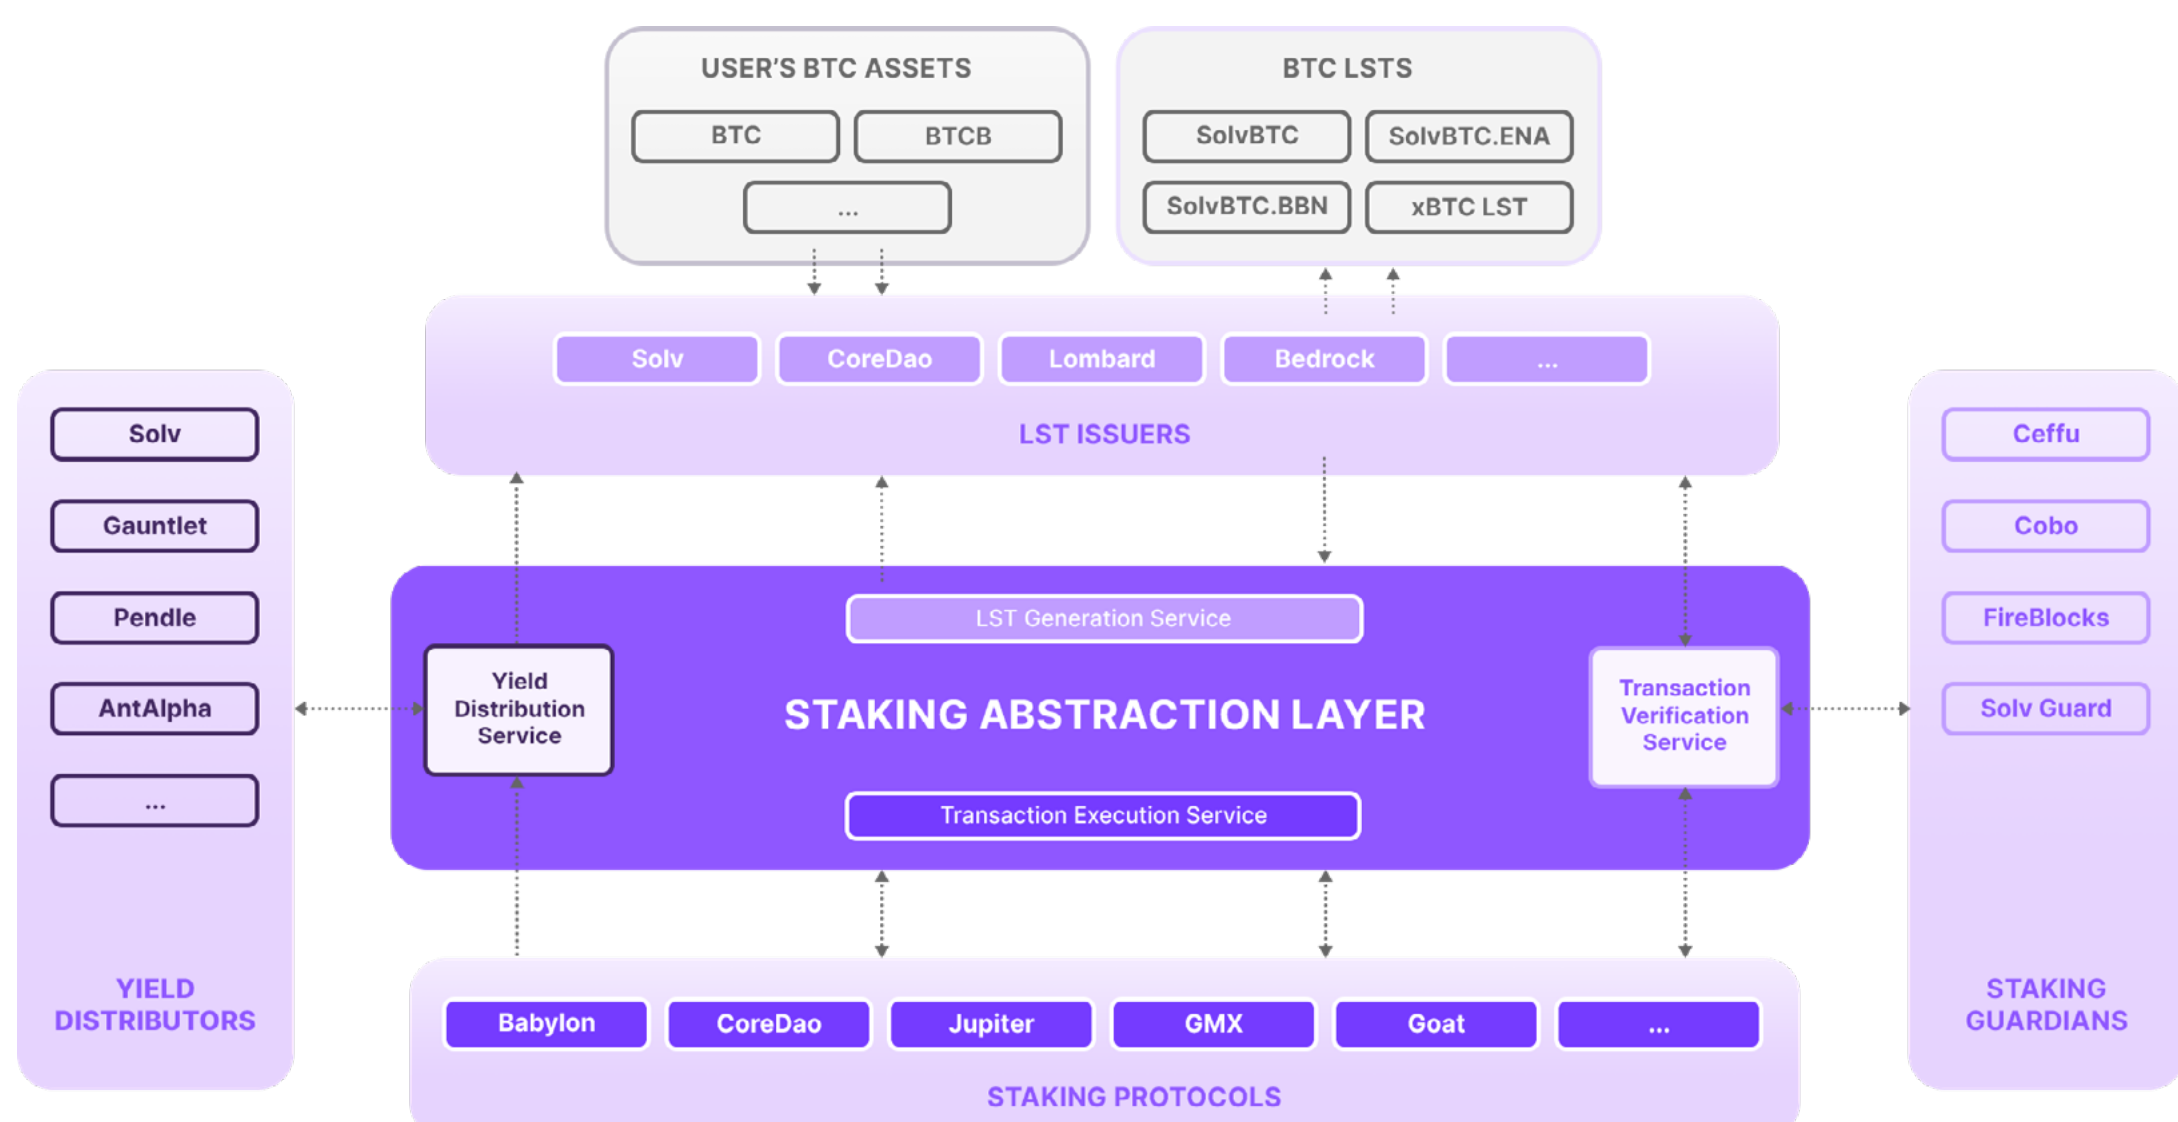 USER'S BTC ASSETS
BTC
BTCB
...
BTC LSTS
SolvBTC
SolvBTC.ENA
SolvBTC.BBN
xBTC LST
Solv
CoreDao
Lombard
Bedrock
...
LST ISSUERS
Solv
Gauntlet
Pendle
AntAlpha
...
YIELD
DISTRIBUTORS
LST Generation Service
Yield
Distribution
Service
STAKING ABSTRACTION LAYER
Transaction
Verification
Service
Transaction Execution Service
Ceffu
Cobo
FireBlocks
Solv Guard
STAKING
GUARDIANS
Babylon
CoreDao
Jupiter
GMX
Goat
...
STAKING PROTOCOLS